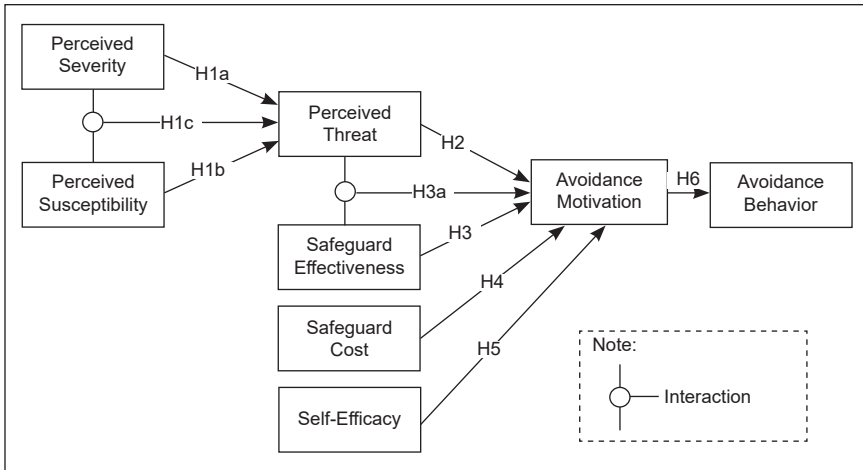 Perceived
Severity
H1a
Perceived
Threat
H1c
H2
Perceived
Susceptibility
H1b
Avoidance
Motivation
H6
Avoidance
Behavior
H3a
Safeguard
Effectiveness
H3
H4
Safeguard
Cost
H5
Note:
Interaction
Self-Efficacy